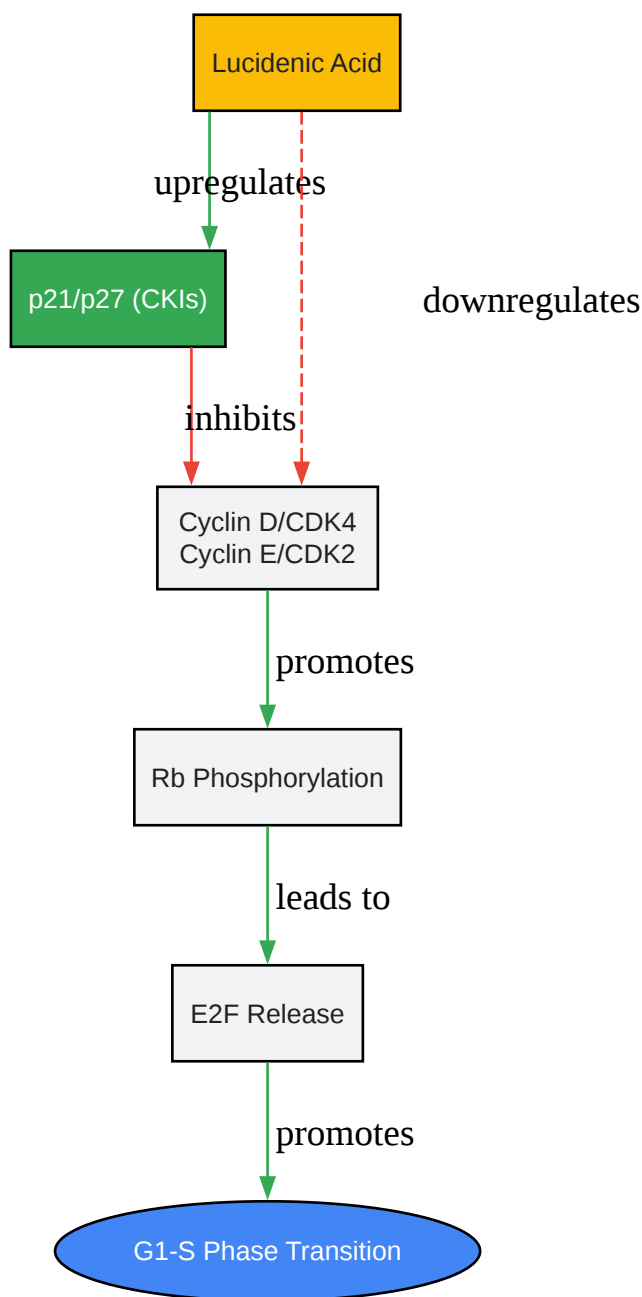 Lucidenic Acid
upregulates
p21/p27 (CKIs)
downregulates
inhibits
Cyclin D/CDK4
Cyclin E/CDK2
promotes
Rb Phosphorylation
leads to
E2F Release
promotes
G1-S Phase Transition